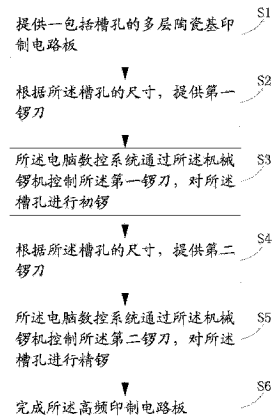 S1
提供一包括槽孔的多层陶瓷基印
制电路板
S2
根据所述槽孔的尺寸，提供第一
锣刀
S3
所述电脑数控系统通过所述机械
锣机控制所述第一锣刀，对所述
槽孔进行初锣
S4
根据所述槽孔的尺寸，提供第二
锣刀
S5
所述电脑数控系统通过所述机械
锣机控制所述第二锣刀，对所述
槽孔进行精锣
S6
完成所述高频印制电路板